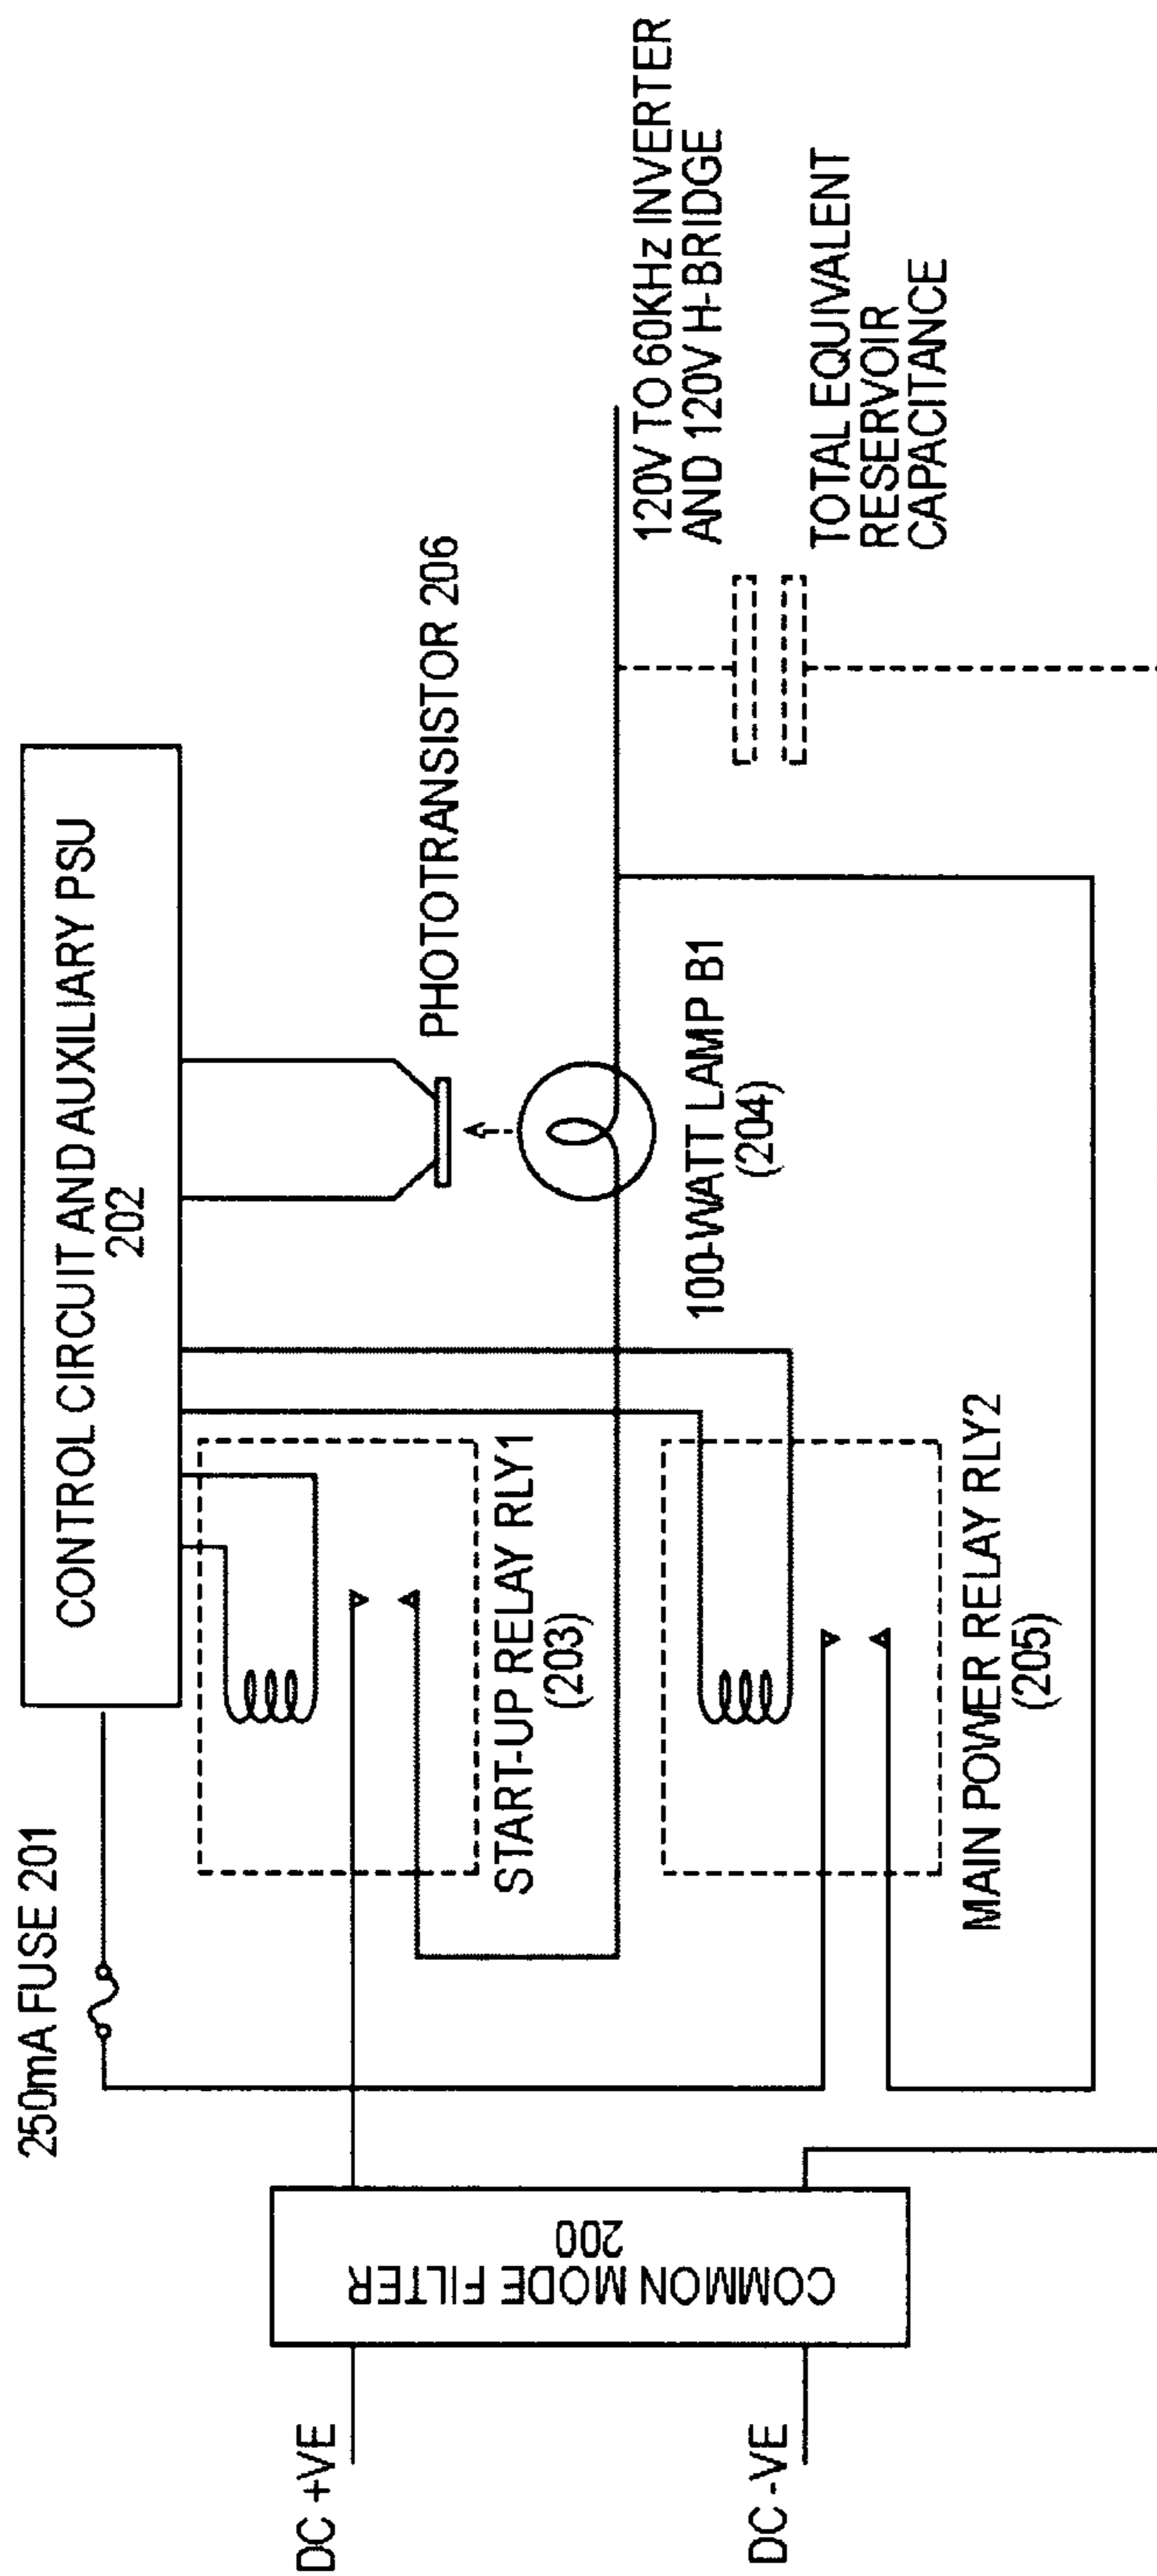 250mA FUSE 201
CONTROL CIRCUIT AND AUXILIARY PSU
202
DC +VE
DC -VE
COMMON MODE FILTER
200
START-UP RELAY RLY1
(203)
MAIN POWER RELAY RLY2
(205)
PHOTOTRANSISTOR 206
100-WATT LAMP B1
(204)
120V TO 60KHz INVERTER
AND 120V H-BRIDGE
TOTAL EQUIVALENT
RESERVOIR
CAPACITANCE